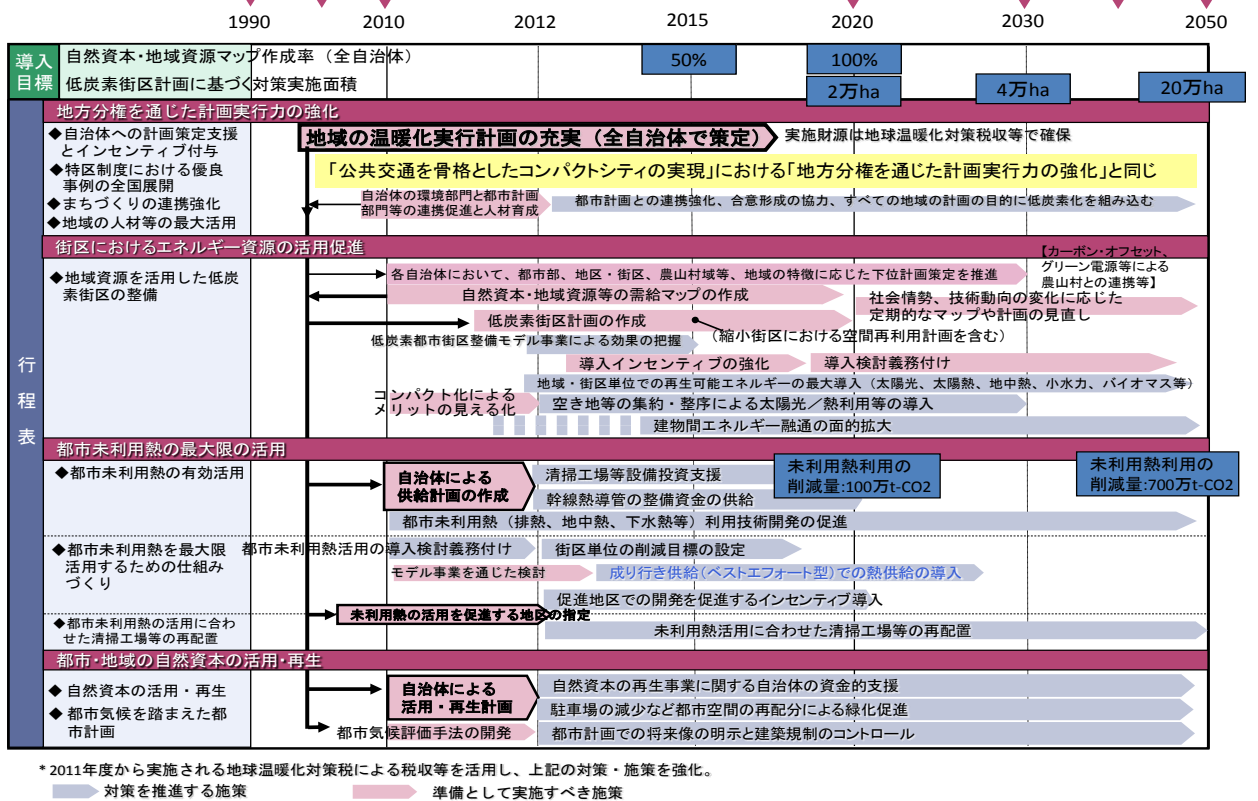 1990 2010 2012 2015 2020 2030 2050
導入
目標
自然資本・地域資源マップ作成率（全自治体）
50% 100%
低炭素街区計画に基づく対策実施面積
2万ha 4万ha 20万ha
行程表
地方分権を通じた計画実行力の強化
◆自治体への計画策定支援
とインセンティブ付与
◆特区制度における優良
事例の全国展開
◆まちづくりの連携強化
◆地域の人材等の最大活用
地域の温暖化実行計画の充実（全自治体で策定）
実施財源は地球温暖化対策税収等で確保
「公共交通を骨格としたコンパクトシティの実現」における「地方分権を通じた計画実行力の強化」と同じ
自治体の環境部門と都市計画
部門等の連携促進と人材育成
都市計画との連携強化、合意形成の協力、すべての地域の計画の目的に低炭素化を組み込む
街区におけるエネルギー資源の活用促進
◆地域資源を活用した低炭
素街区の整備
各自治体において、都市部、地区・街区、農山村域等、地域の特徴に応じた下位計画策定を推進
【カーボン・オフセット、
グリーン電源等による
農山村との連携等】
自然資本・地域資源等の需給マップの作成
社会情勢、技術動向の変化に応じた
定期的なマップや計画の見直し
低炭素街区計画の作成
（縮小街区における空間再利用計画を含む）
低炭素都市街区整備モデル事業による効果の把握
導入インセンティブの強化
導入検討義務付け
地域・街区単位での再生可能エネルギーの最大導入（太陽光、太陽熱、地中熱、小水力、バイオマス等）
コンパクト化による
メリットの見える化
空き地等の集約・整序による太陽光／熱利用等の導入
建物間エネルギー融通の面的拡大
都市未利用熱の最大限の活用
◆都市未利用熱の有効活用
自治体による
供給計画の作成
清掃工場等設備投資支援
幹線熱導管の整備資金の供給
未利用熱利用の
削減量:100万t-CO2
未利用熱利用の
削減量:700万t-CO2
都市未利用熱（排熱、地中熱、下水熱等）利用技術開発の促進
◆都市未利用熱を最大限
活用するための仕組み
づくり
都市未利用熱活用の導入検討義務付け
街区単位の削減目標の設定
モデル事業を通じた検討
成り行き供給（ベストエフォート型）での熱供給の導入
促進地区での開発を促進するインセンティブ導入
未利用熱の活用を促進する地区の指定
◆都市未利用熱の活用に合わ
せた清掃工場等の再配置
未利用熱活用に合わせた清掃工場等の再配置
都市・地域の自然資本の活用・再生
◆ 自然資本の活用・再生
◆ 都市気候を踏まえた都
市計画
自治体による
活用・再生計画
自然資本の再生事業に関する自治体の資金的支援
駐車場の減少など都市空間の再配分による緑化促進
都市気候評価手法の開発
都市計画での将来像の明示と建築規制のコントロール
* 2011年度から実施される地球温暖化対策税による税収等を活用し、上記の対策・施策を強化。
対策を推進する施策
準備として実施すべき施策